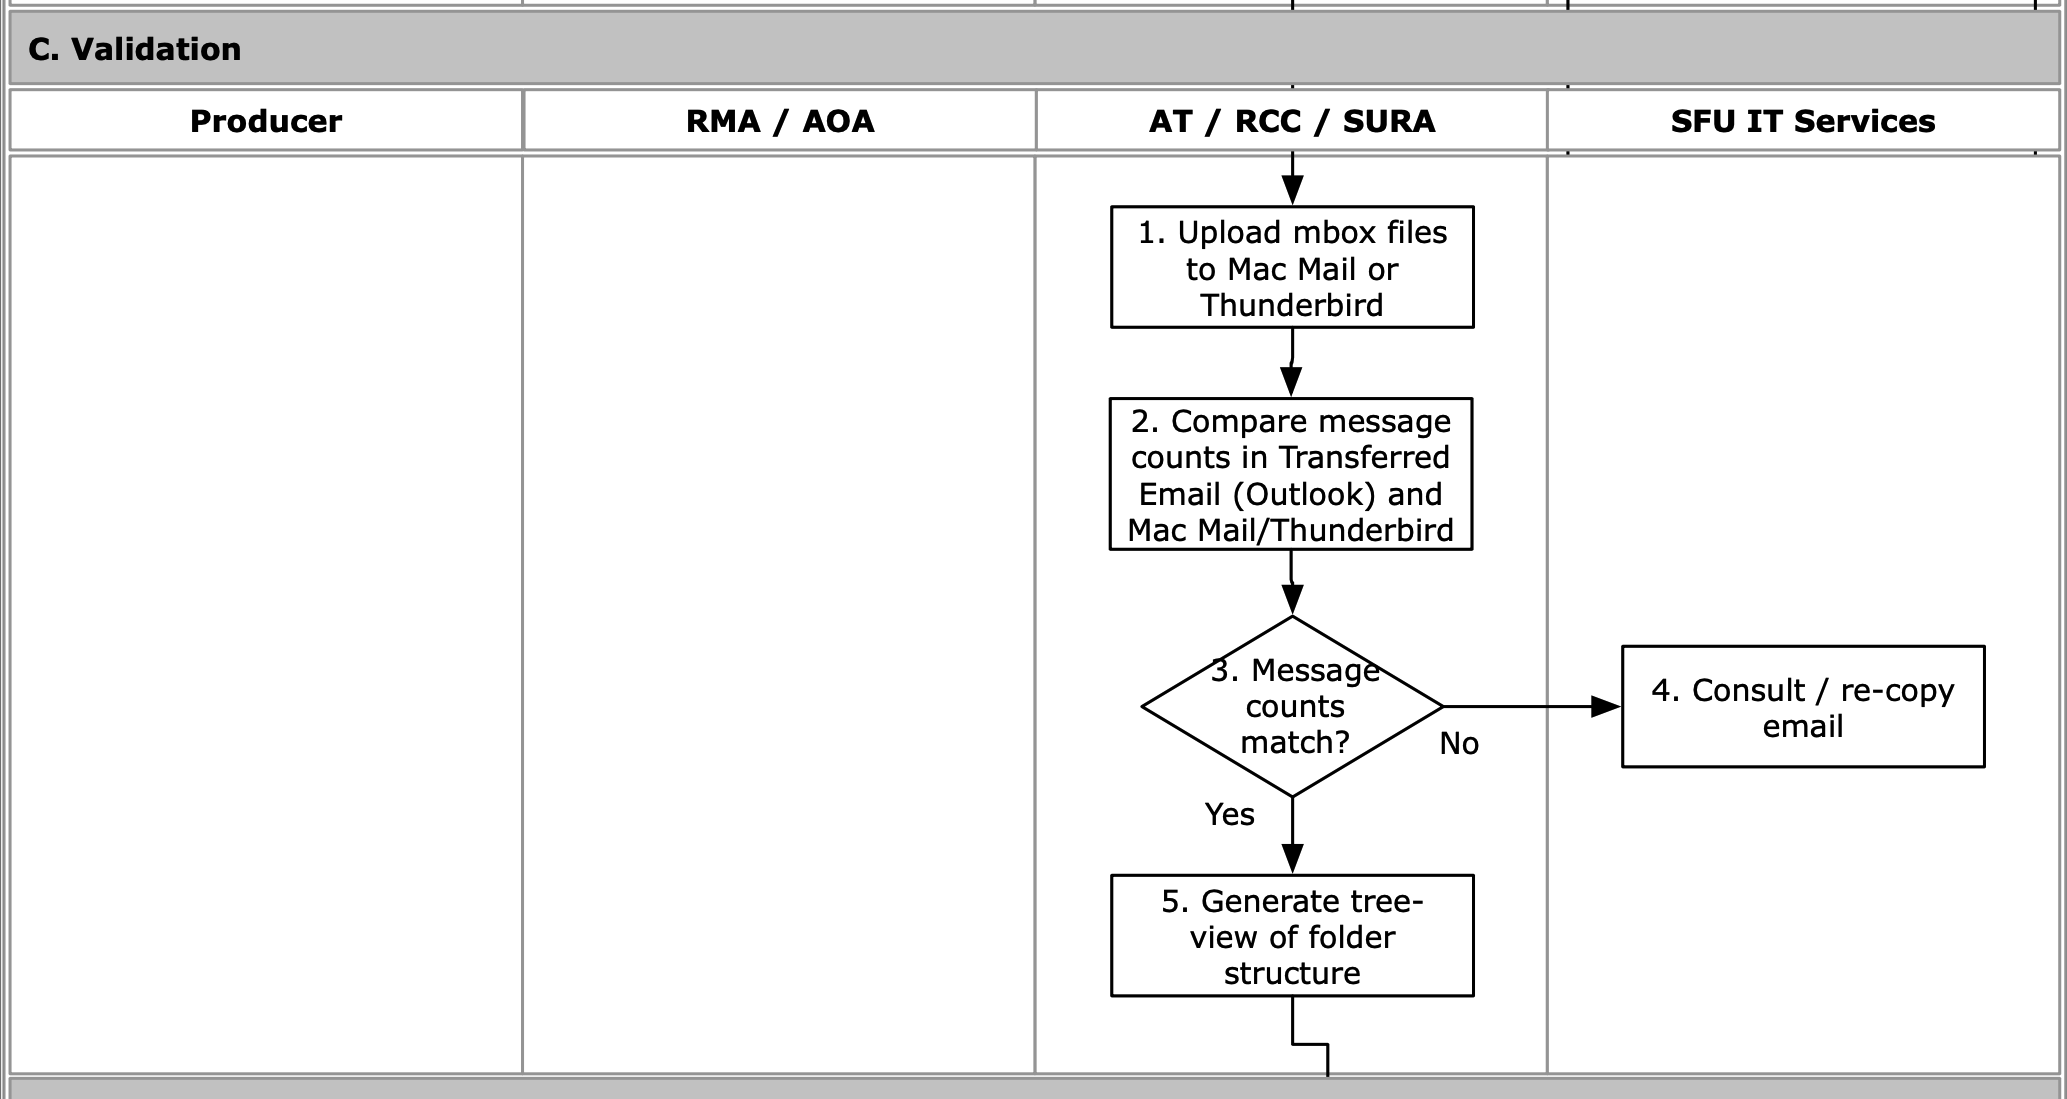 C. Validation
Producer
RMA / AOA
AT / RCC / SURA
SFU IT Services
1. Upload mbox files
to Mac Mail or
Thunderbird
2. Compare message
counts in Transferred
Email (Outlook) and
Mac Mail/Thunderbird
3. Message
counts
match?
No
4. Consult / re-copy
email
Yes
5. Generate tree-
view of folder
structure